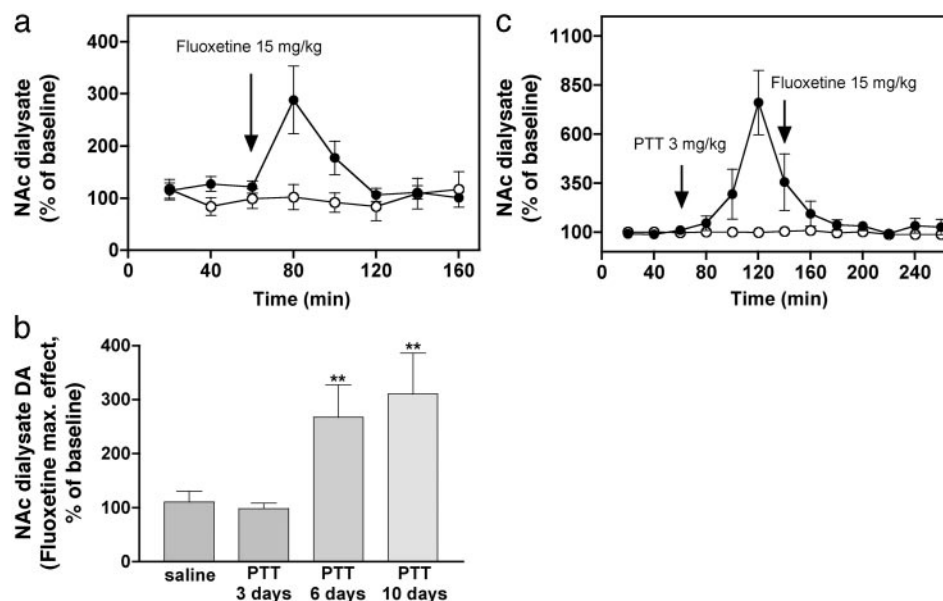 a
NAc dialysate
(% of baseline)
400
300
200
100
0
Fluoxetine 15 mg/kg
0 40 80 120 160
Time (min)
c
NAc dialysate
(% of baseline)
1100
850
600
350
100
PTT 3 mg/kg
Fluoxetine 15 mg/kg
0 40 80 120 160 200 240
Time (min)
b
NAc dialysate DA
(Fluoxetine max. effect,
% of baseline)
400
300
200
100
0
** **
saline PTT PTT PTT
3 days 6 days 10 days